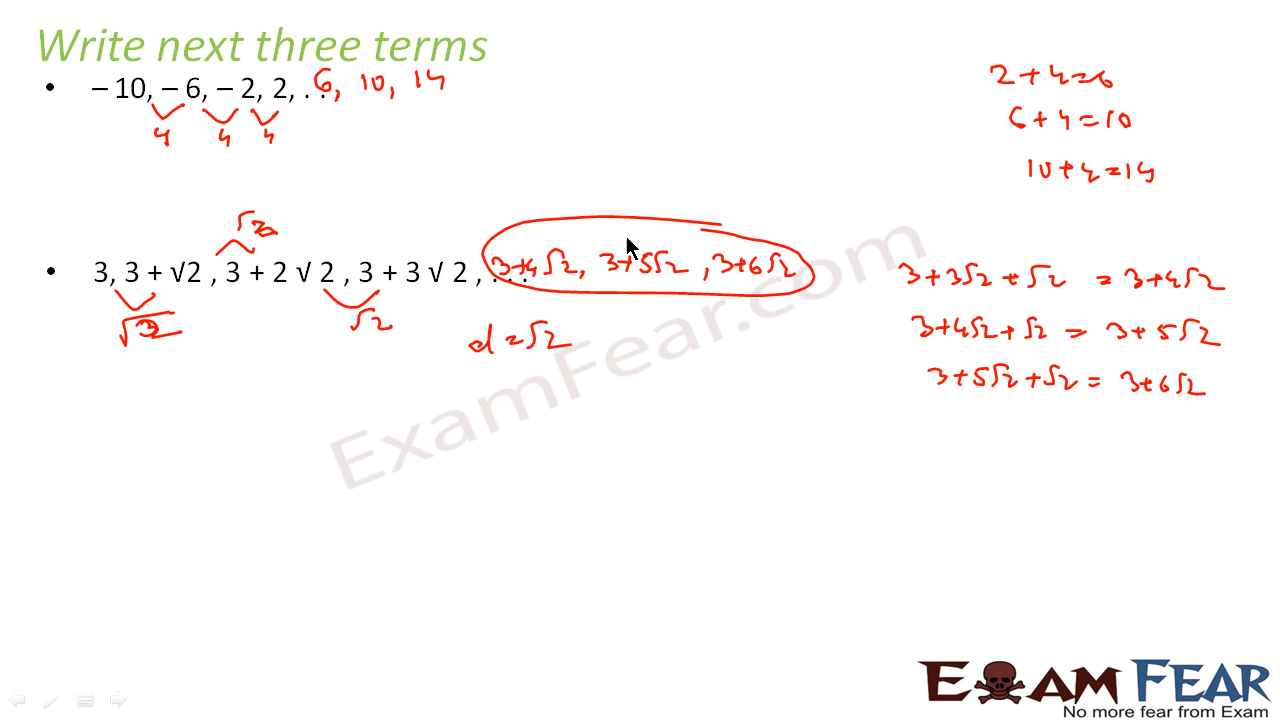 Write next three terms
• – 10, – 6, – 2, 2, . . 6, 10, 14
4 4 4
2 + 4 = 6
6 + 4 = 10
10 + 4 = 14
√2
• 3, 3 + √2 , 3 + 2 √ 2 , 3 + 3 √ 2 , . . . 3+4√2, 3+5√2 , 3+6√2
√2
d = √2
3+3√2 + √2 = 3+4√2
3+4√2 + √2 = 3+5√2
3+5√2 + √2 = 3+6√2
ExamFear.com
EXAM FEAR
No more fear from Exam